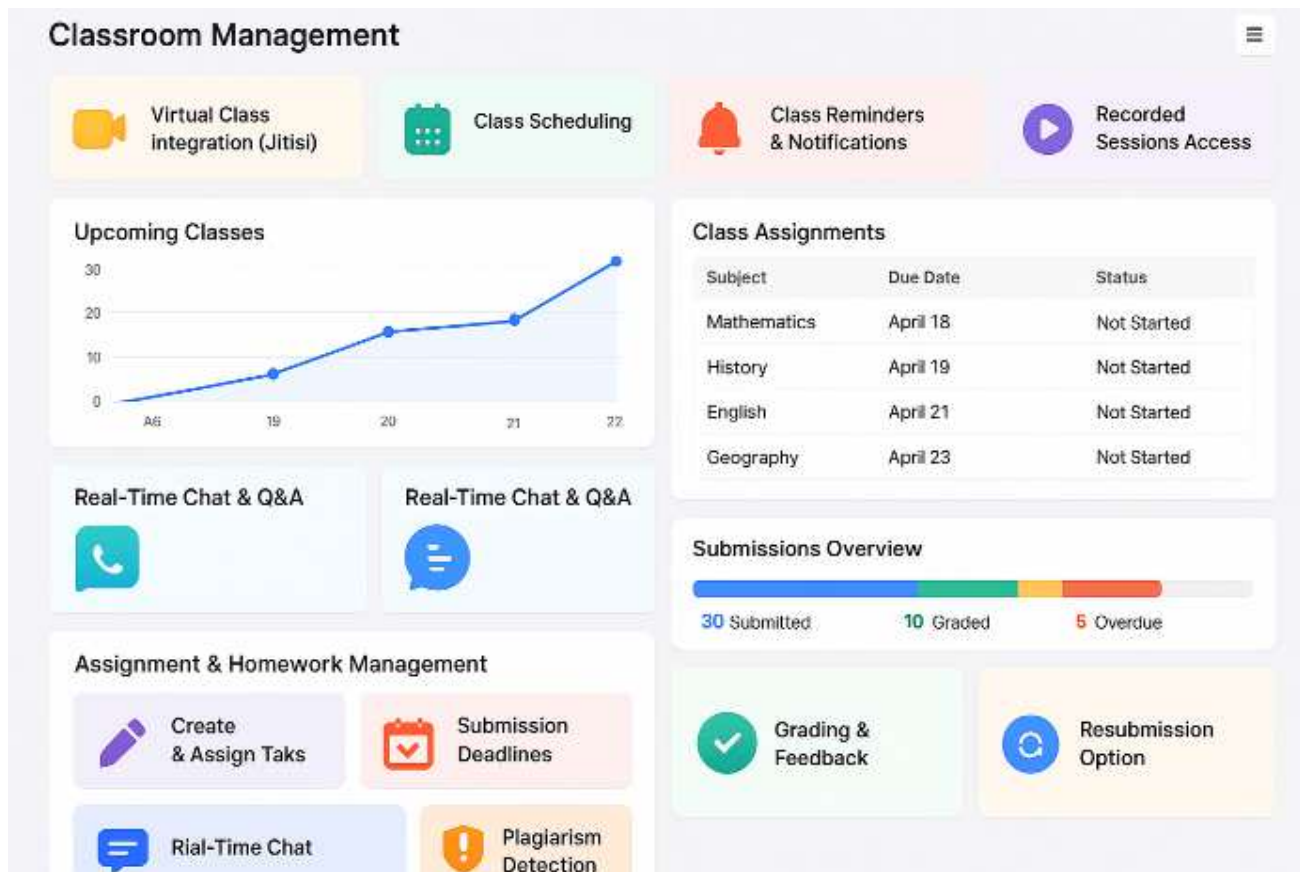 Classroom Management
Virtual Class
integration (Jitisi)
Class Scheduling
Class Reminders
& Notifications
Recorded
Sessions Access
Upcoming Classes
30
20
10
0
A6
19
20
21
22
Class Assignments
Subject
Due Date
Status
Mathematics
April 18
Not Started
History
April 19
Not Started
English
April 21
Not Started
Geography
April 23
Not Started
Real-Time Chat & Q&A
Real-Time Chat & Q&A
Submissions Overview
30 Submitted
10 Graded
5 Overdue
Assignment & Homework Management
Create
& Assign Taks
Submission
Deadlines
Rial-Time Chat
Plagiarism
Detection
Grading &
Feedback
Resubmission
Option